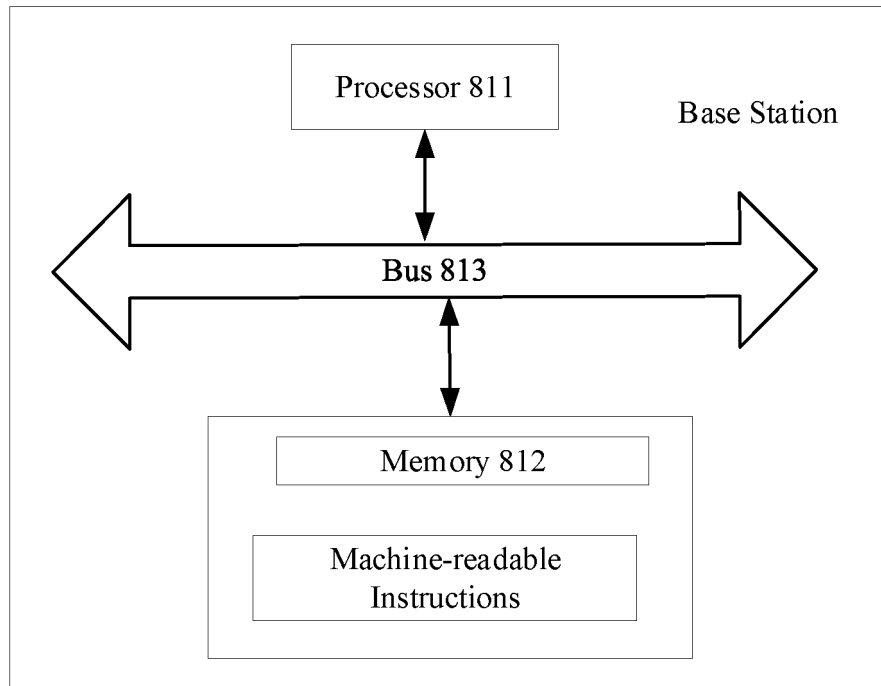 Processor 811
Base Station
Bus 813
Memory 812
Machine-readable
Instructions